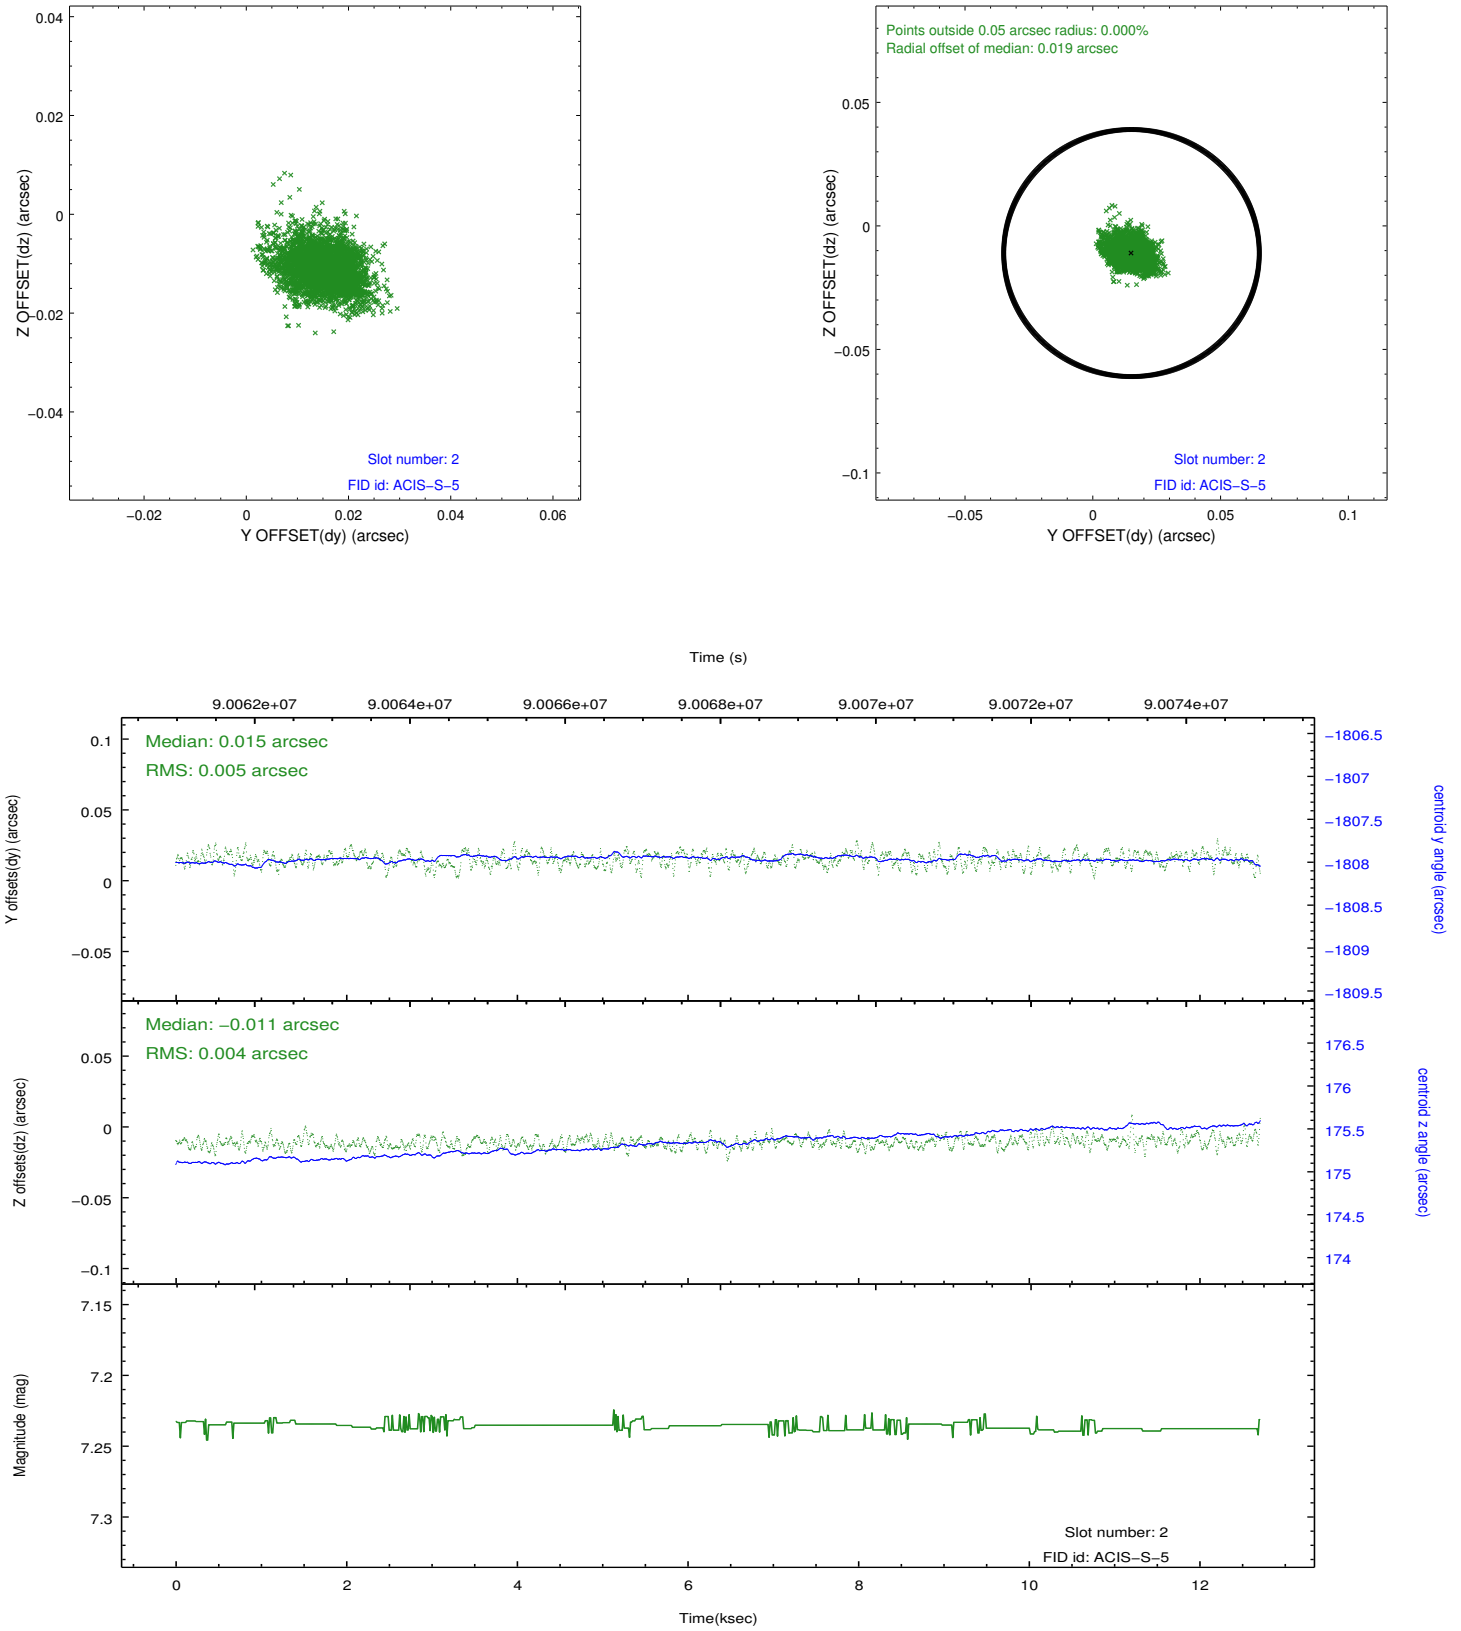 0.04
0.02
0
−0.02
−0.04
Z OFFSET(dz) (arcsec)
Slot number: 2
FID id: ACIS−S−5
−0.02 0 0.02 0.04 0.06
Y OFFSET(dy) (arcsec)
Points outside 0.05 arcsec radius: 0.000%
Radial offset of median: 0.019 arcsec
0.05
0
−0.05
−0.1
Z OFFSET(dz) (arcsec)
Slot number: 2
FID id: ACIS−S−5
−0.05 0 0.05 0.1
Y OFFSET(dy) (arcsec)
Time (s)
9.0062e+07 9.0064e+07 9.0066e+07 9.0068e+07 9.007e+07 9.0072e+07 9.0074e+07
Median: 0.015 arcsec
RMS: 0.005 arcsec
0.1
0.05
0
−0.05
Y offsets(dy) (arcsec)
−1806.5
−1807
−1807.5
−1808
−1808.5
−1809
−1809.5
centroid y angle (arcsec)
Median: −0.011 arcsec
RMS: 0.004 arcsec
0.05
0
−0.05
−0.1
Z offsets(dz) (arcsec)
176.5
176
175.5
175
174.5
174
centroid z angle (arcsec)
7.15
7.2
7.25
7.3
Magnitude (mag)
Slot number: 2
FID id: ACIS−S−5
0 2 4 6 8 10 12
Time(ksec)